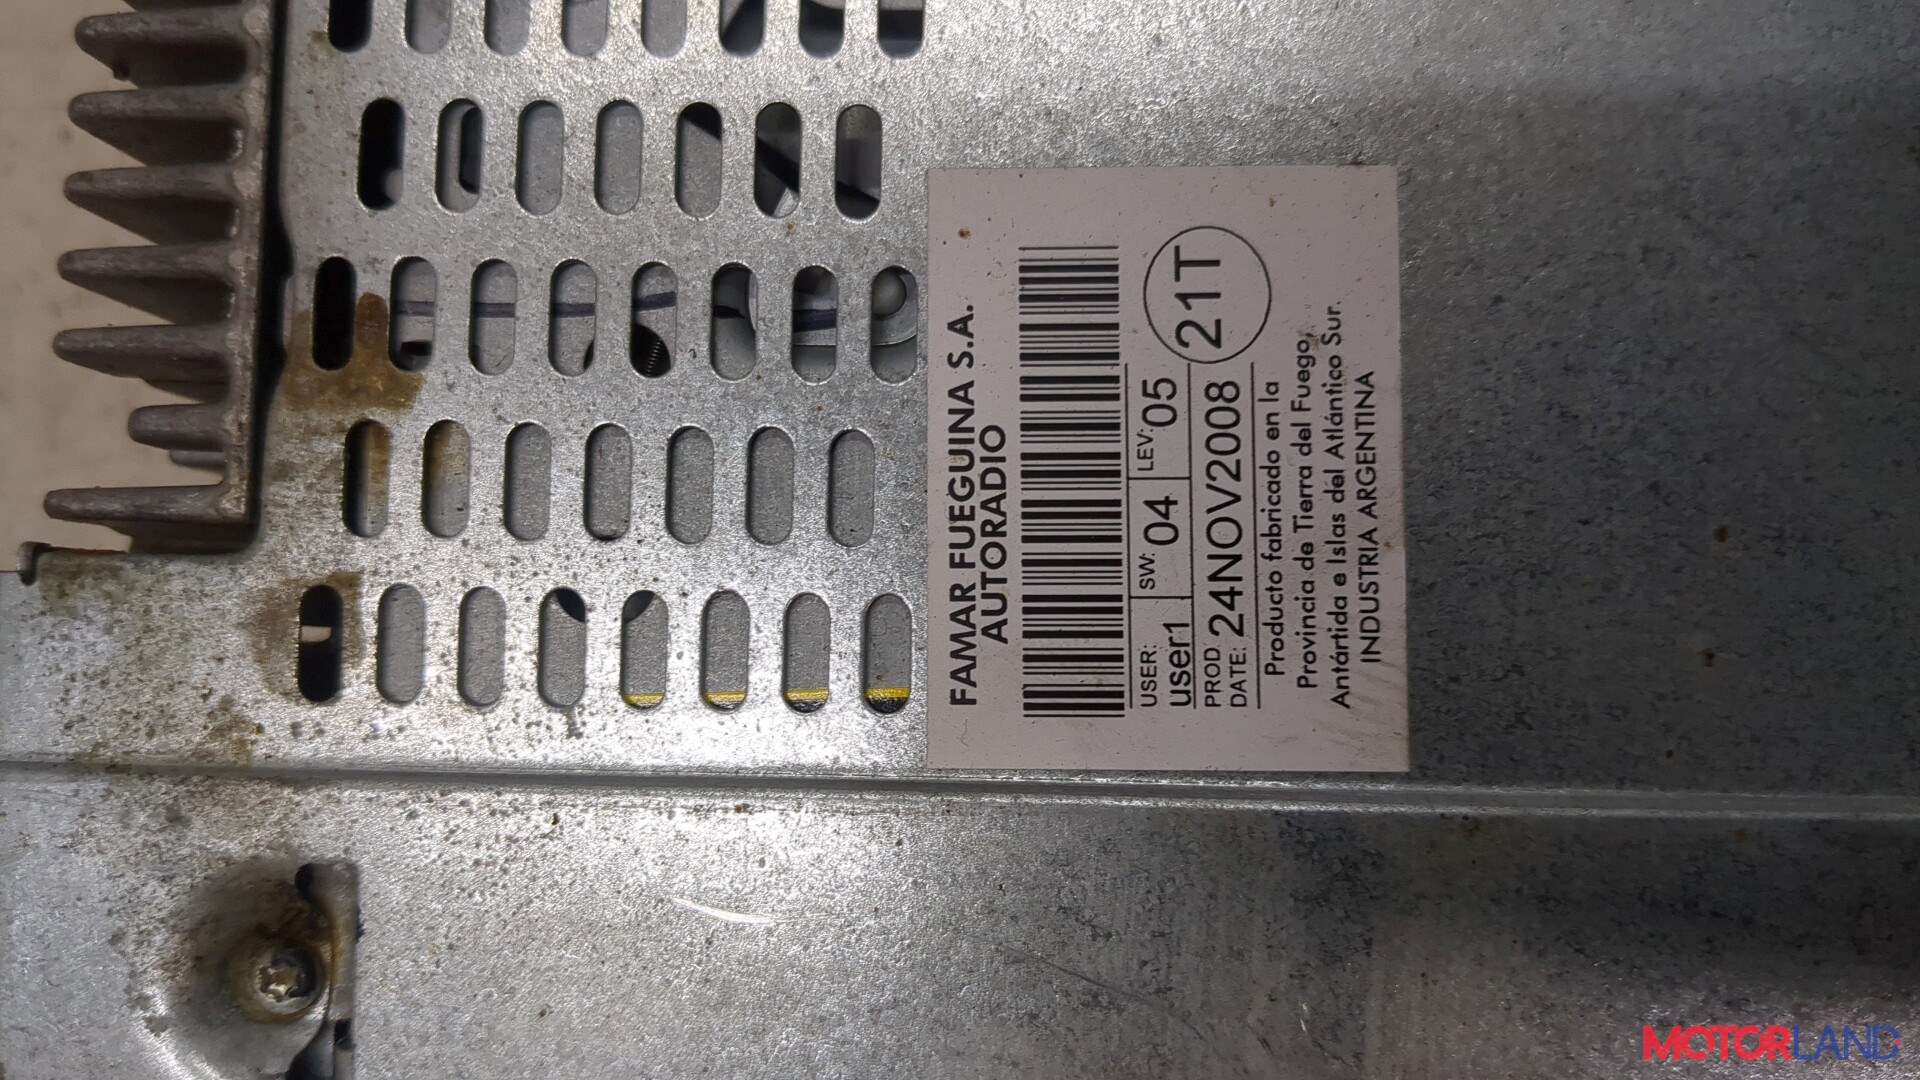 FAMAR FUEGUINA S.A.
AUTORADIO
USER: user1 SW: 04 LEV: 05
PROD. DATE: 24NOV2008 21T
Producto fabricado en la
Provincia de Tierra del Fuego,
Antártida e Islas del Atlántico Sur.
INDUSTRIA ARGENTINA
MOTORLAND